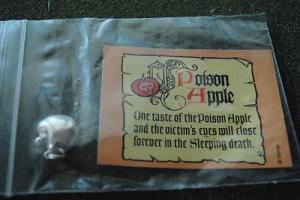 Poison
Apple
One taste of the Poison Apple
and the victim's eyes will close
forever in the Sleeping death.
© Disney